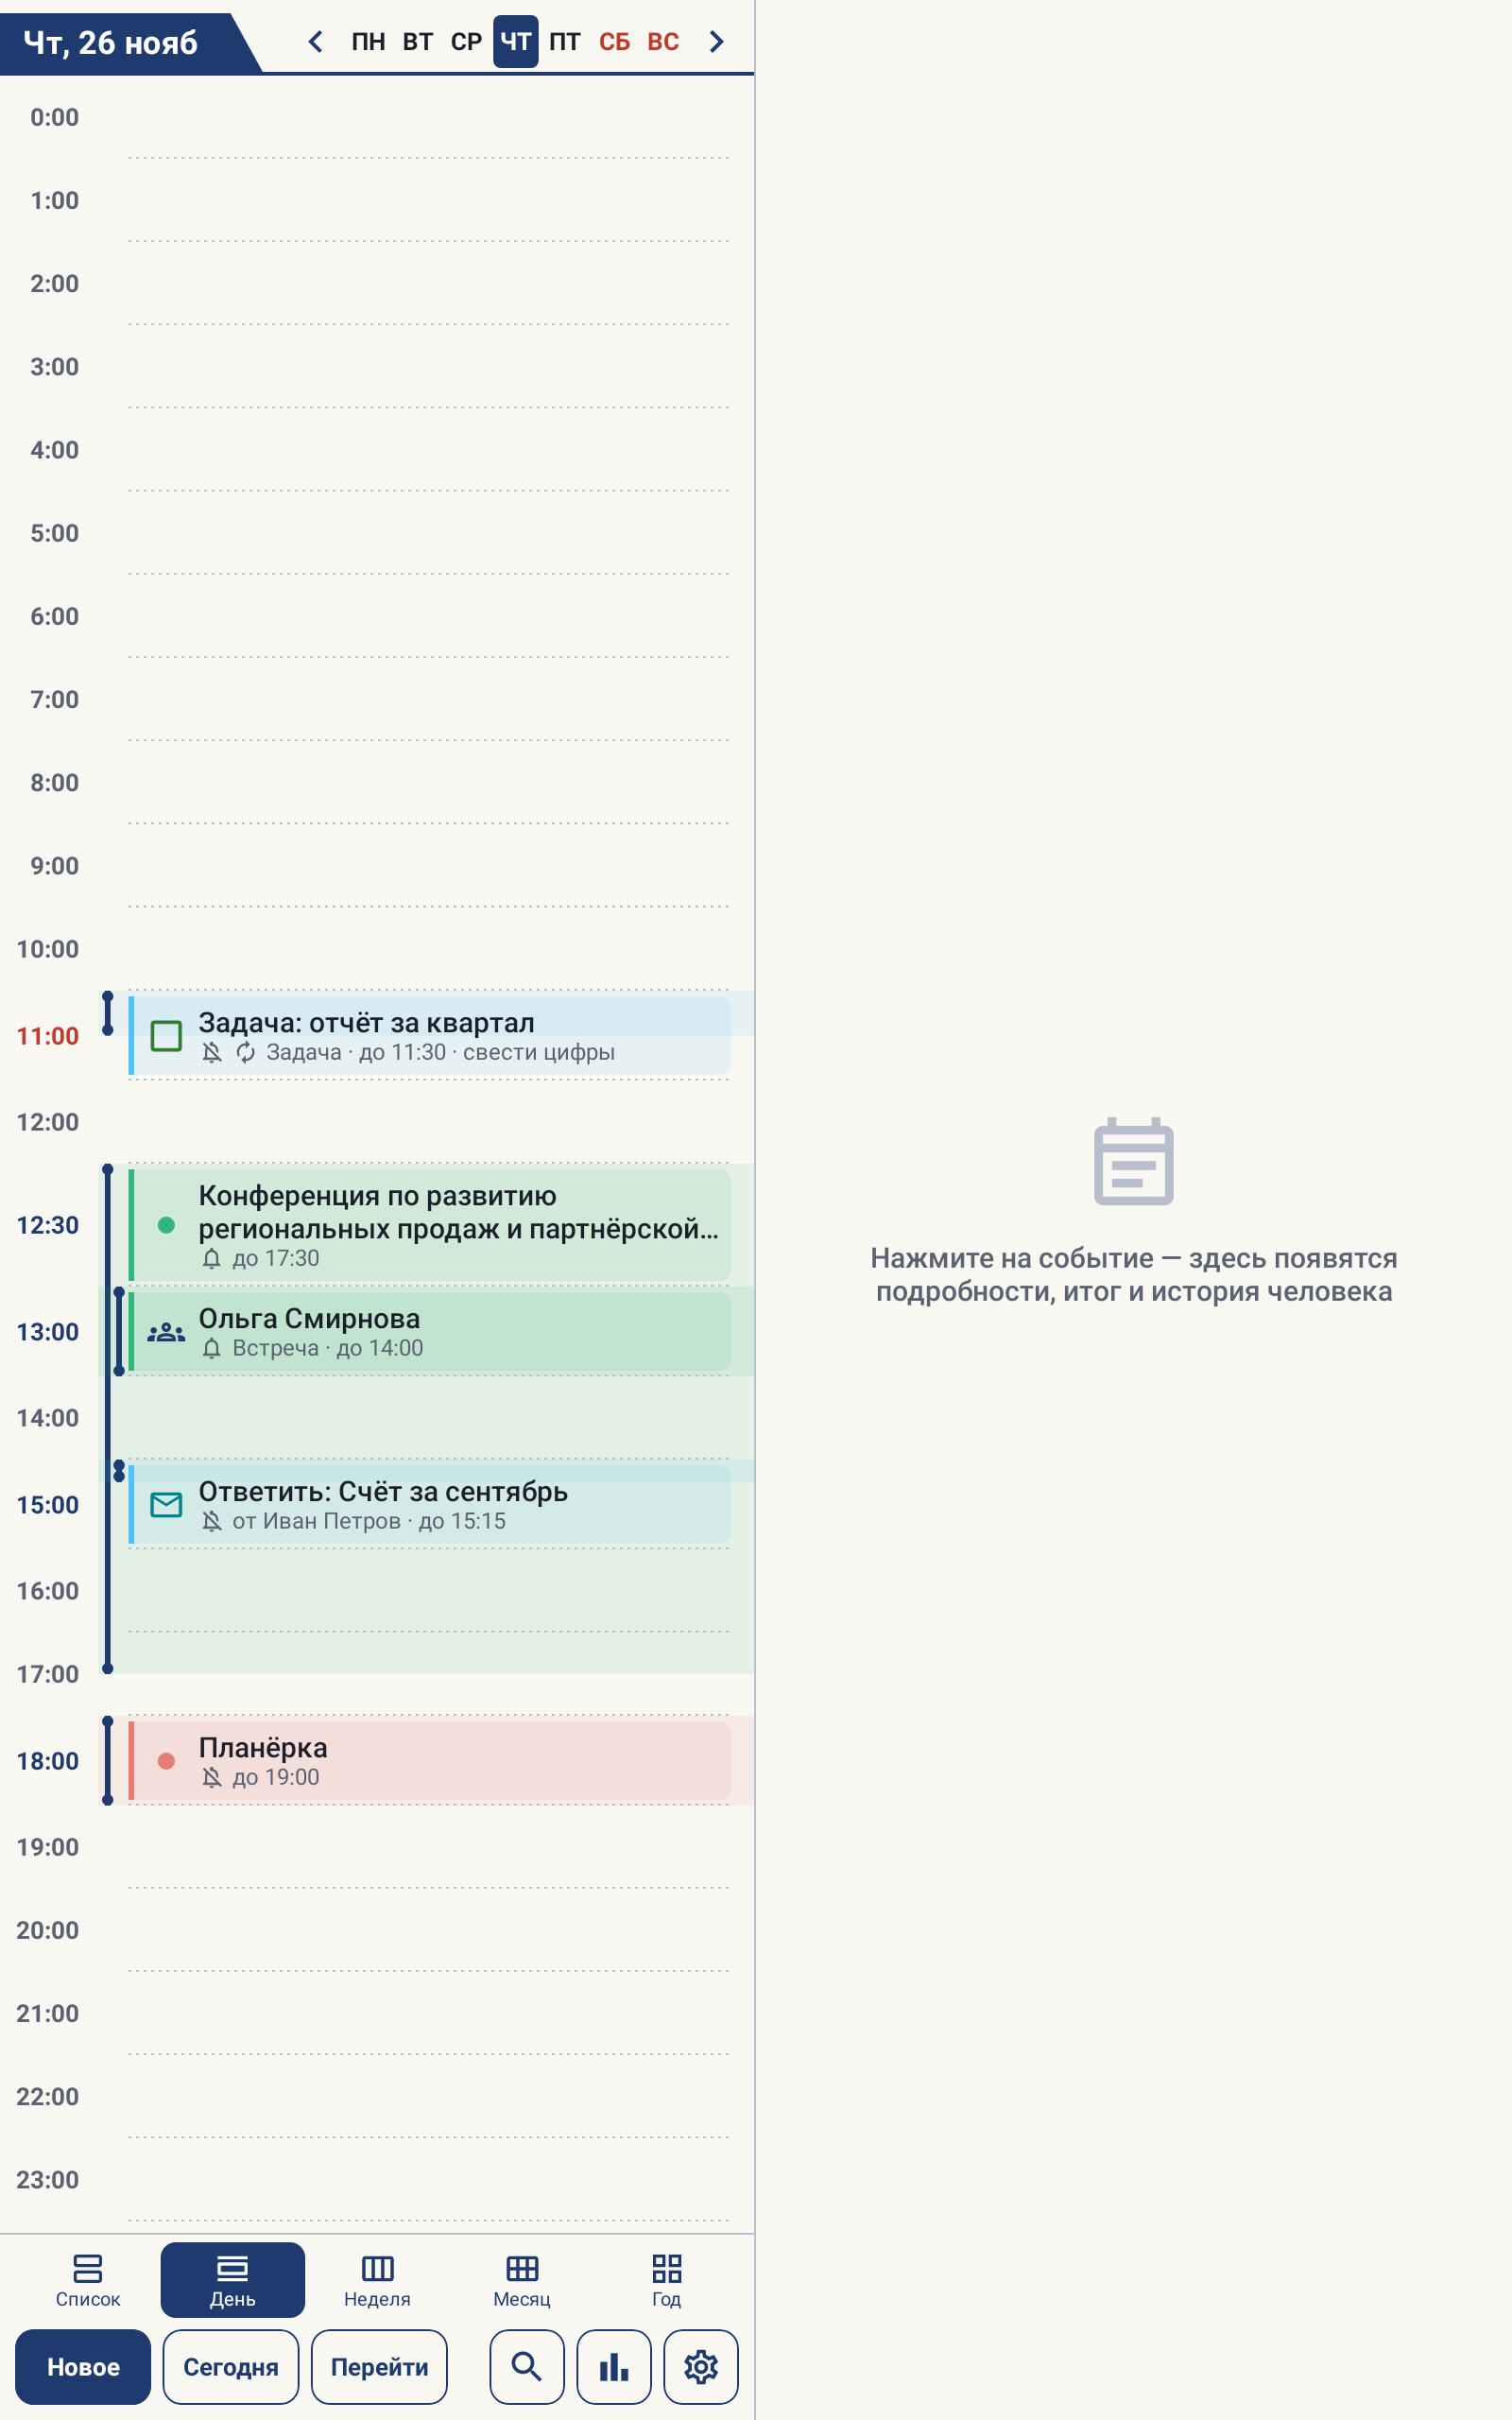 Чт, 26 нояб
ПН ВТ СР ЧТ ПТ СБ ВС
0:00
1:00
2:00
3:00
4:00
5:00
6:00
7:00
8:00
9:00
10:00
11:00
Задача: отчёт за квартал
Задача · до 11:30 · свести цифры
12:00
12:30
Конференция по развитию
региональных продаж и партнёрской…
до 17:30
13:00
Ольга Смирнова
Встреча · до 14:00
14:00
15:00
Ответить: Счёт за сентябрь
от Иван Петров · до 15:15
16:00
17:00
18:00
Планёрка
до 19:00
19:00
20:00
21:00
22:00
23:00
Список День Неделя Месяц Год
Новое Сегодня Перейти
Нажмите на событие — здесь появятся
подробности, итог и история человека